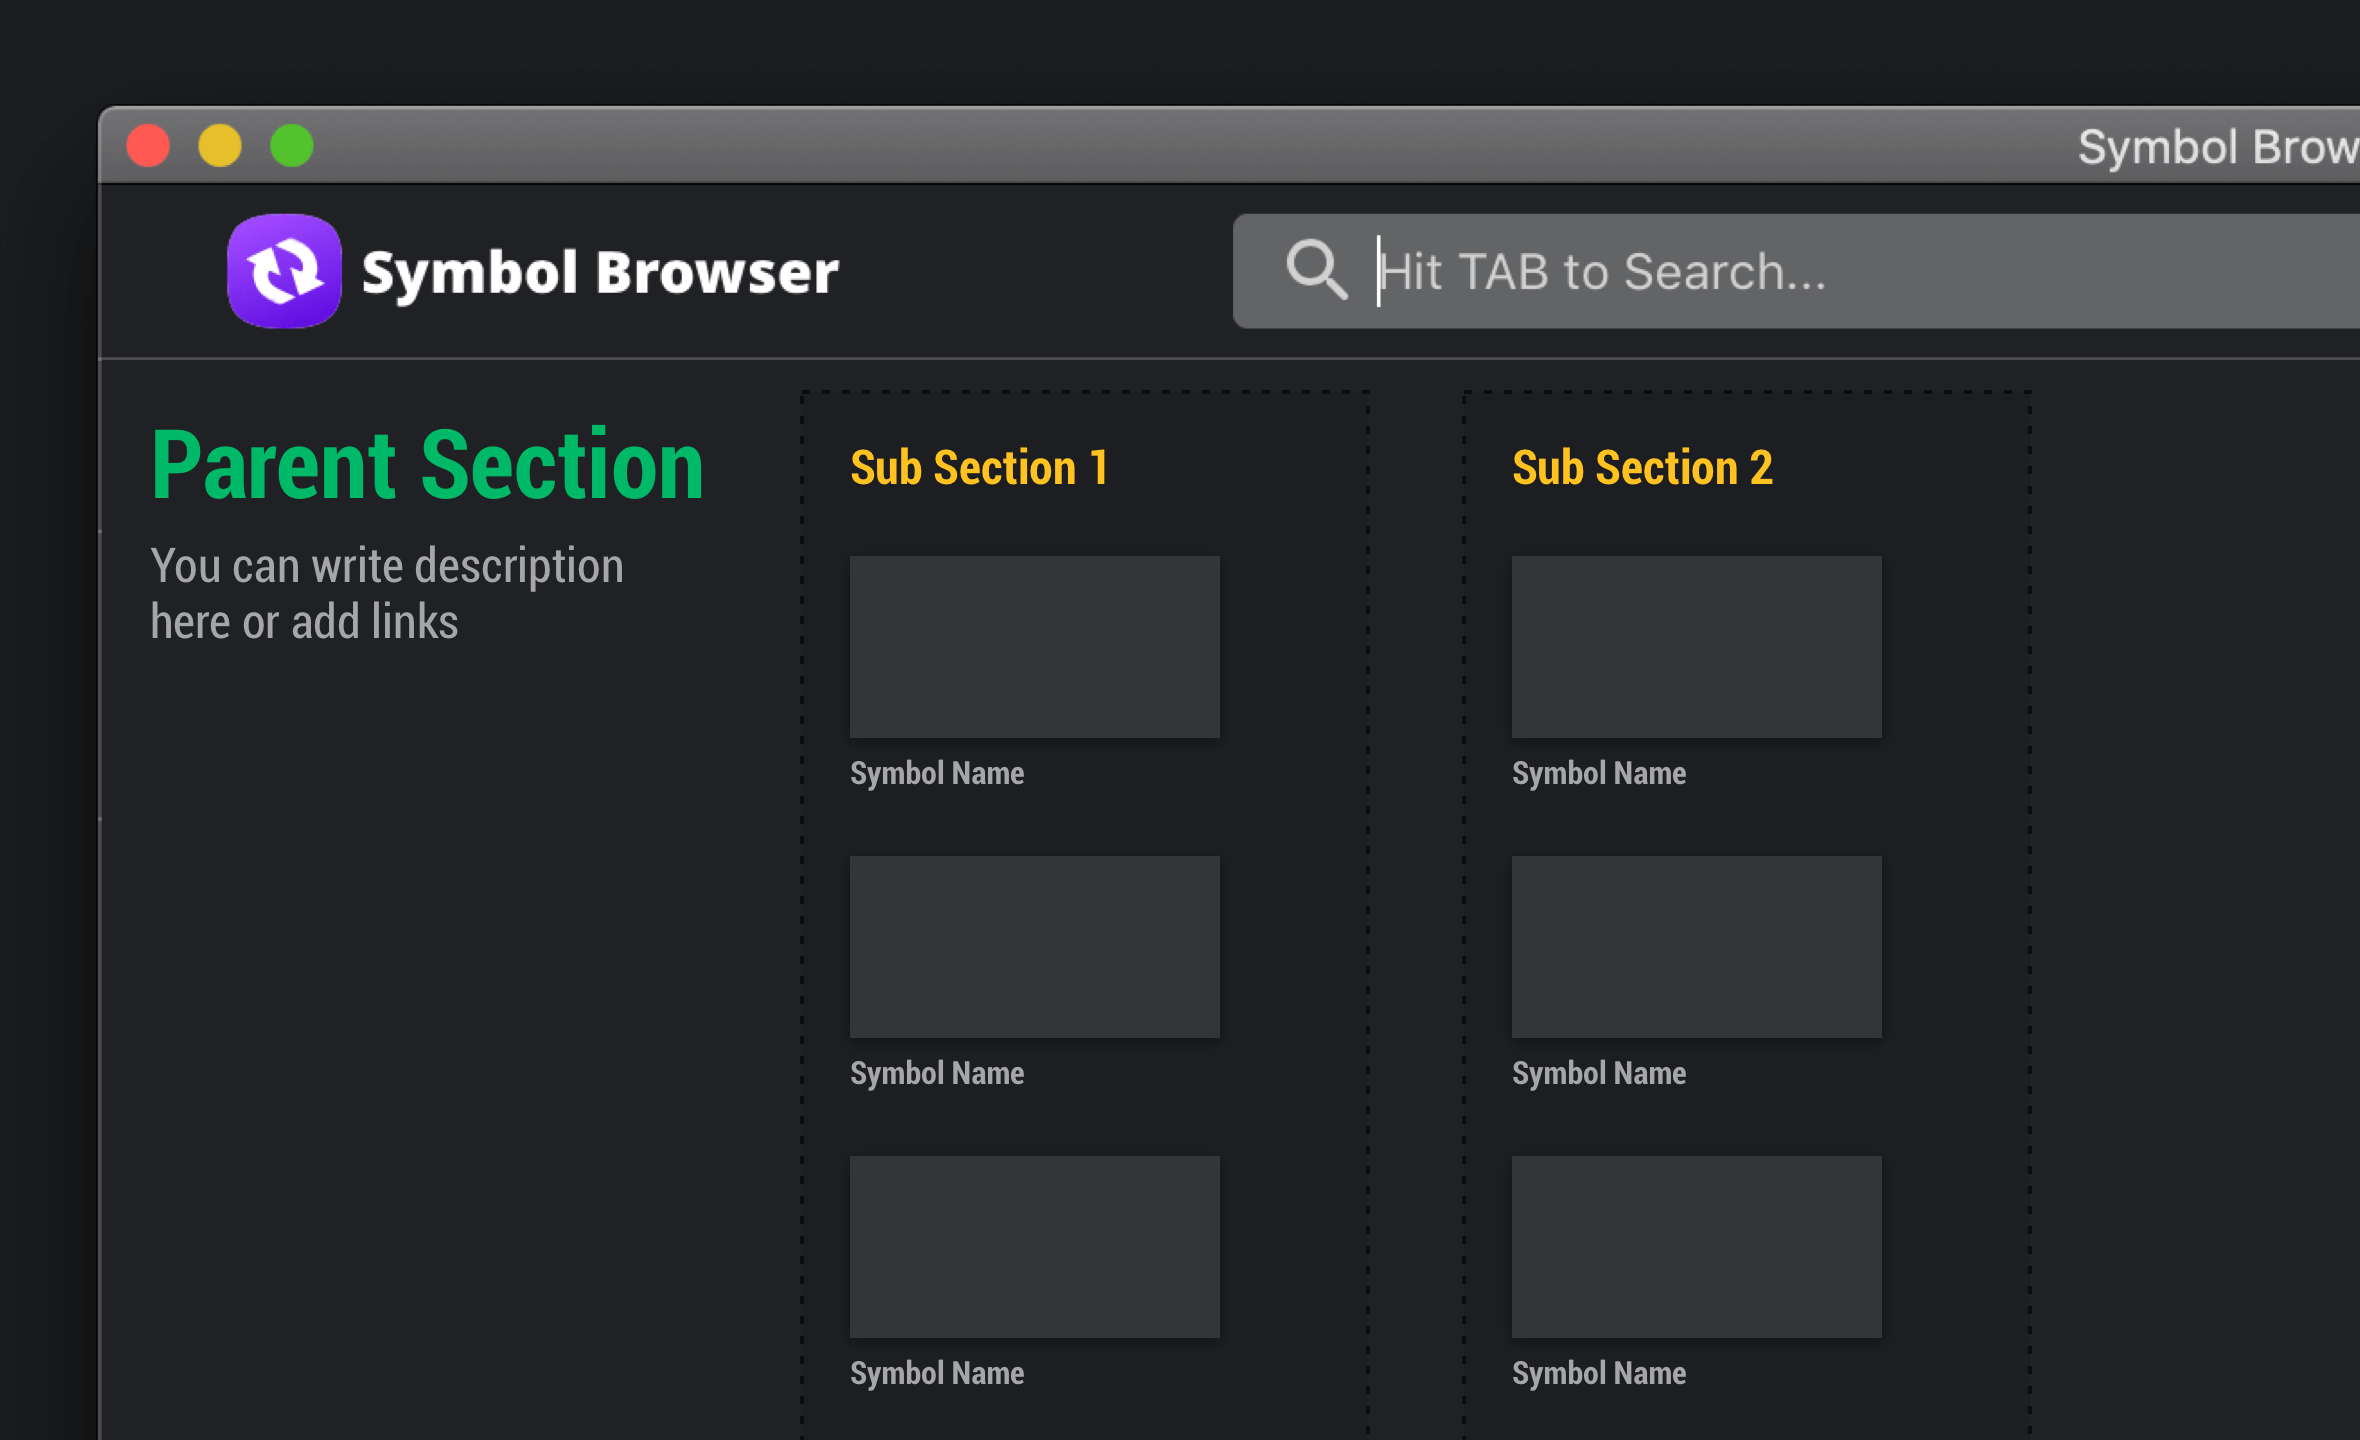 Symbol Brow
Symbol Browser
Hit TAB to Search...
Parent Section
You can write description
here or add links
Sub Section 1
Symbol Name
Symbol Name
Symbol Name
Sub Section 2
Symbol Name
Symbol Name
Symbol Name